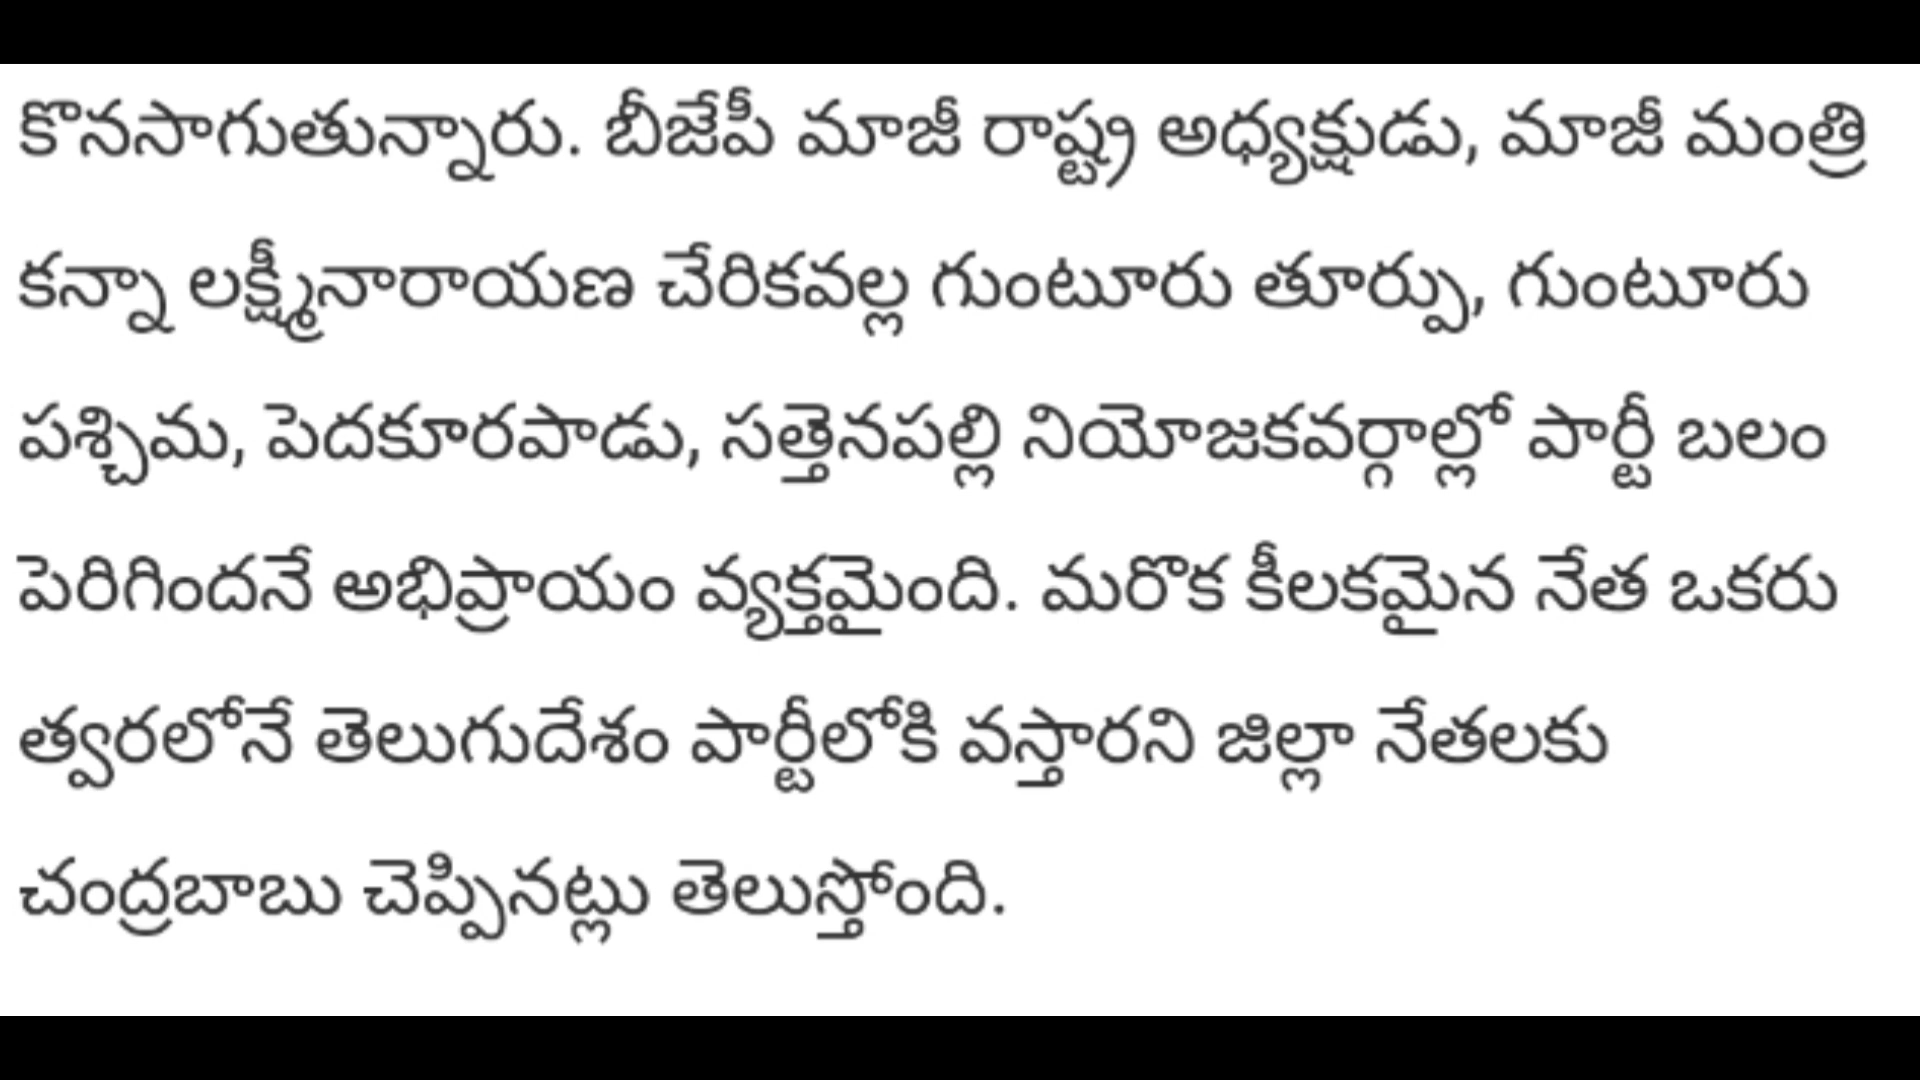 కొనసాగుతున్నారు. బీజేపీ మాజీ రాష్ట్ర అధ్యక్షుడు, మాజీ మంత్రి
కన్నా లక్ష్మీనారాయణ చేరికవల్ల గుంటూరు తూర్పు, గుంటూరు
పశ్చిమ, పెదకూరపాడు, సత్తెనపల్లి నియోజకవర్గాల్లో పార్టీ బలం
పెరిగిందనే అభిప్రాయం వ్యక్తమైంది. మరొక కీలకమైన నేత ఒకరు
త్వరలోనే తెలుగుదేశం పార్టీలోకి వస్తారని జిల్లా నేతలకు
చంద్రబాబు చెప్పినట్లు తెలుస్తోంది.